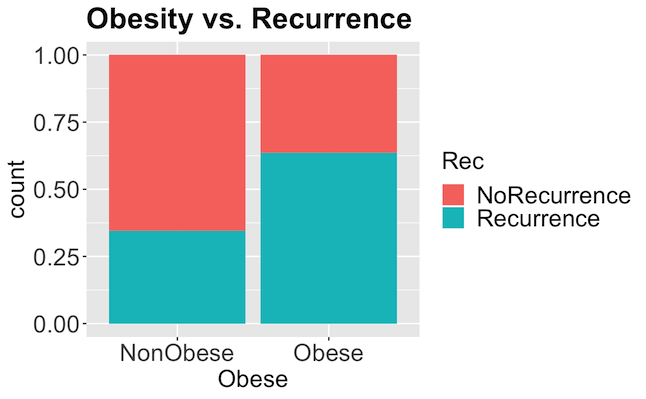 Obesity vs. Recurrence
1.00
0.75
0.50
0.25
0.00
count
NonObese Obese
Obese
Rec
NoRecurrence
Recurrence